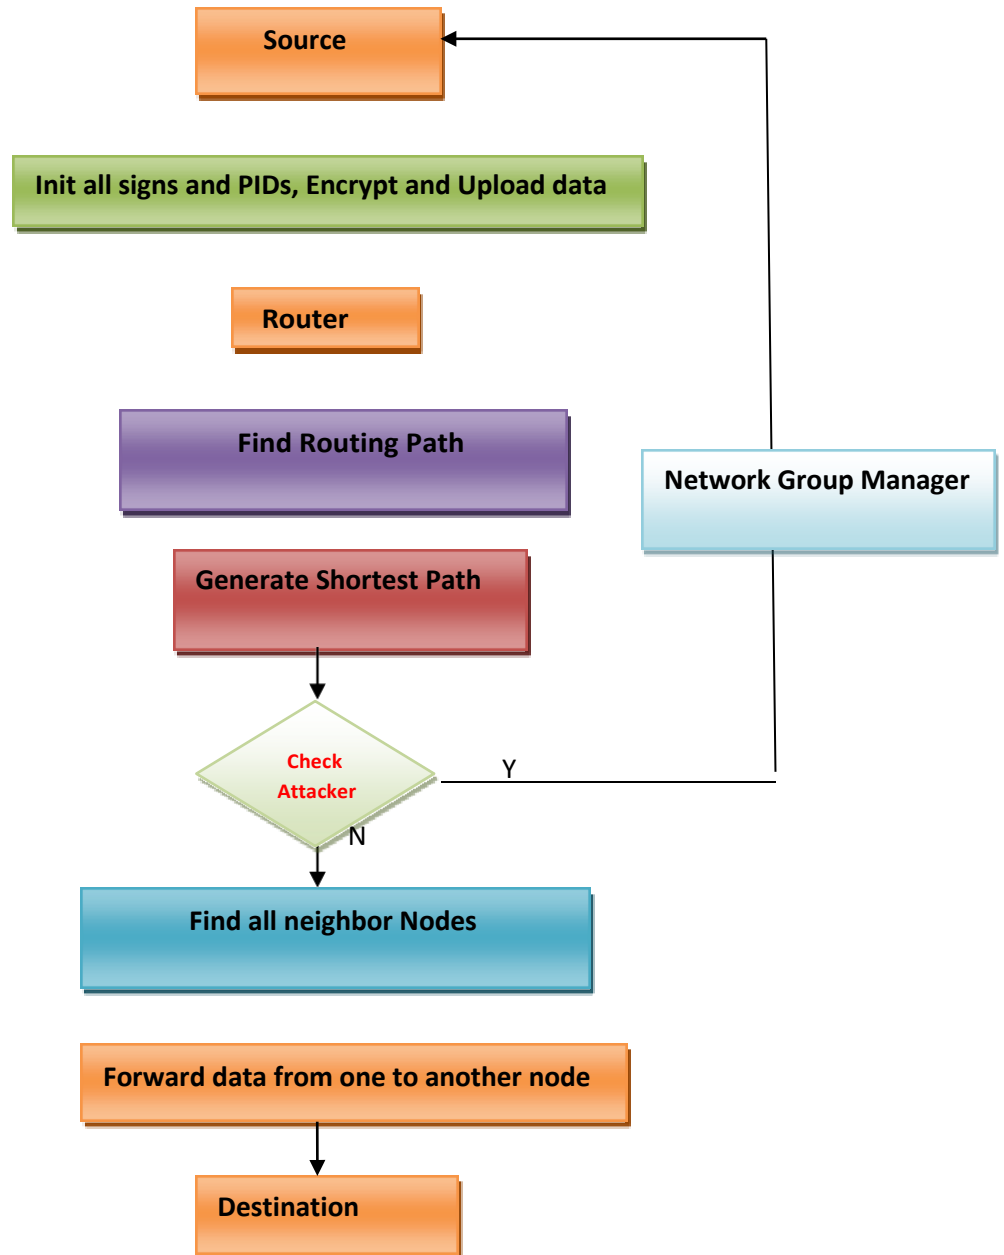 Source
Init all signs and PIDs, Encrypt and Upload data
Router
Find Routing Path
Network Group Manager
Generate Shortest Path
Check
Attacker
Y
N
Find all neighbor Nodes
Forward data from one to another node
Destination